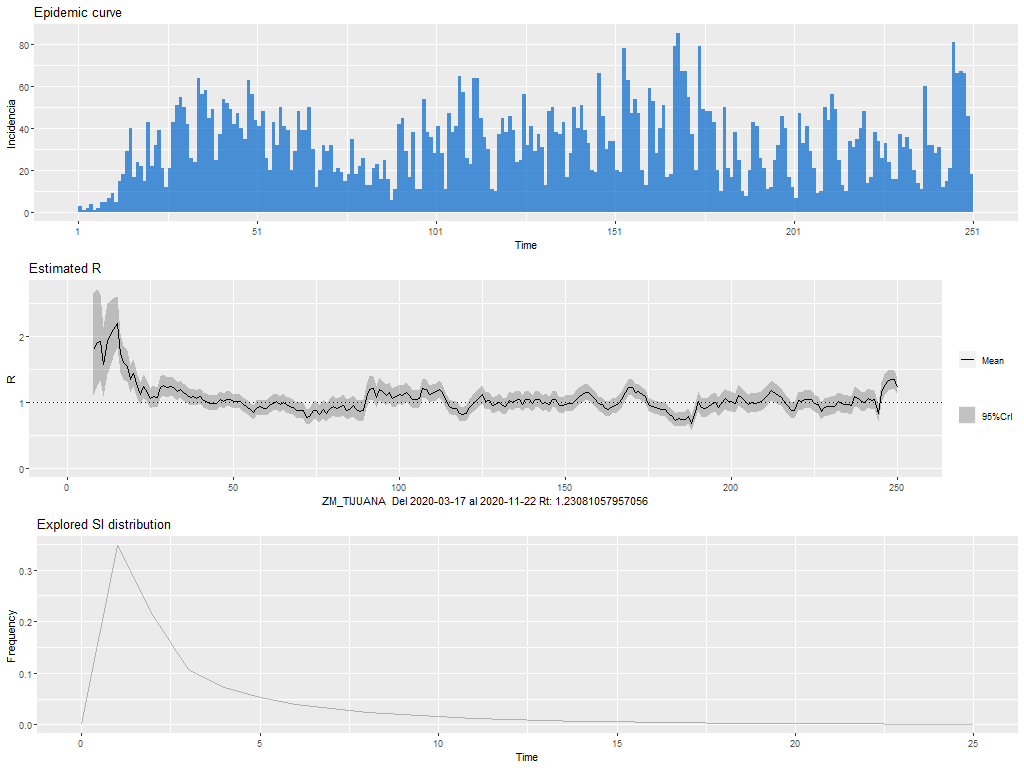 Epidemic curve
Incidencia
80
60
40
20
0
1
51
101
151
201
251
Time
Estimated R
R
2
1
0
0
50
100
150
200
250
ZM_TIJUANA Del 2020-03-17 al 2020-11-22 Rt: 1.23081057957056
Mean
95%CrI
Explored SI distribution
Frequency
0.3
0.2
0.1
0.0
0
5
10
15
20
25
Time